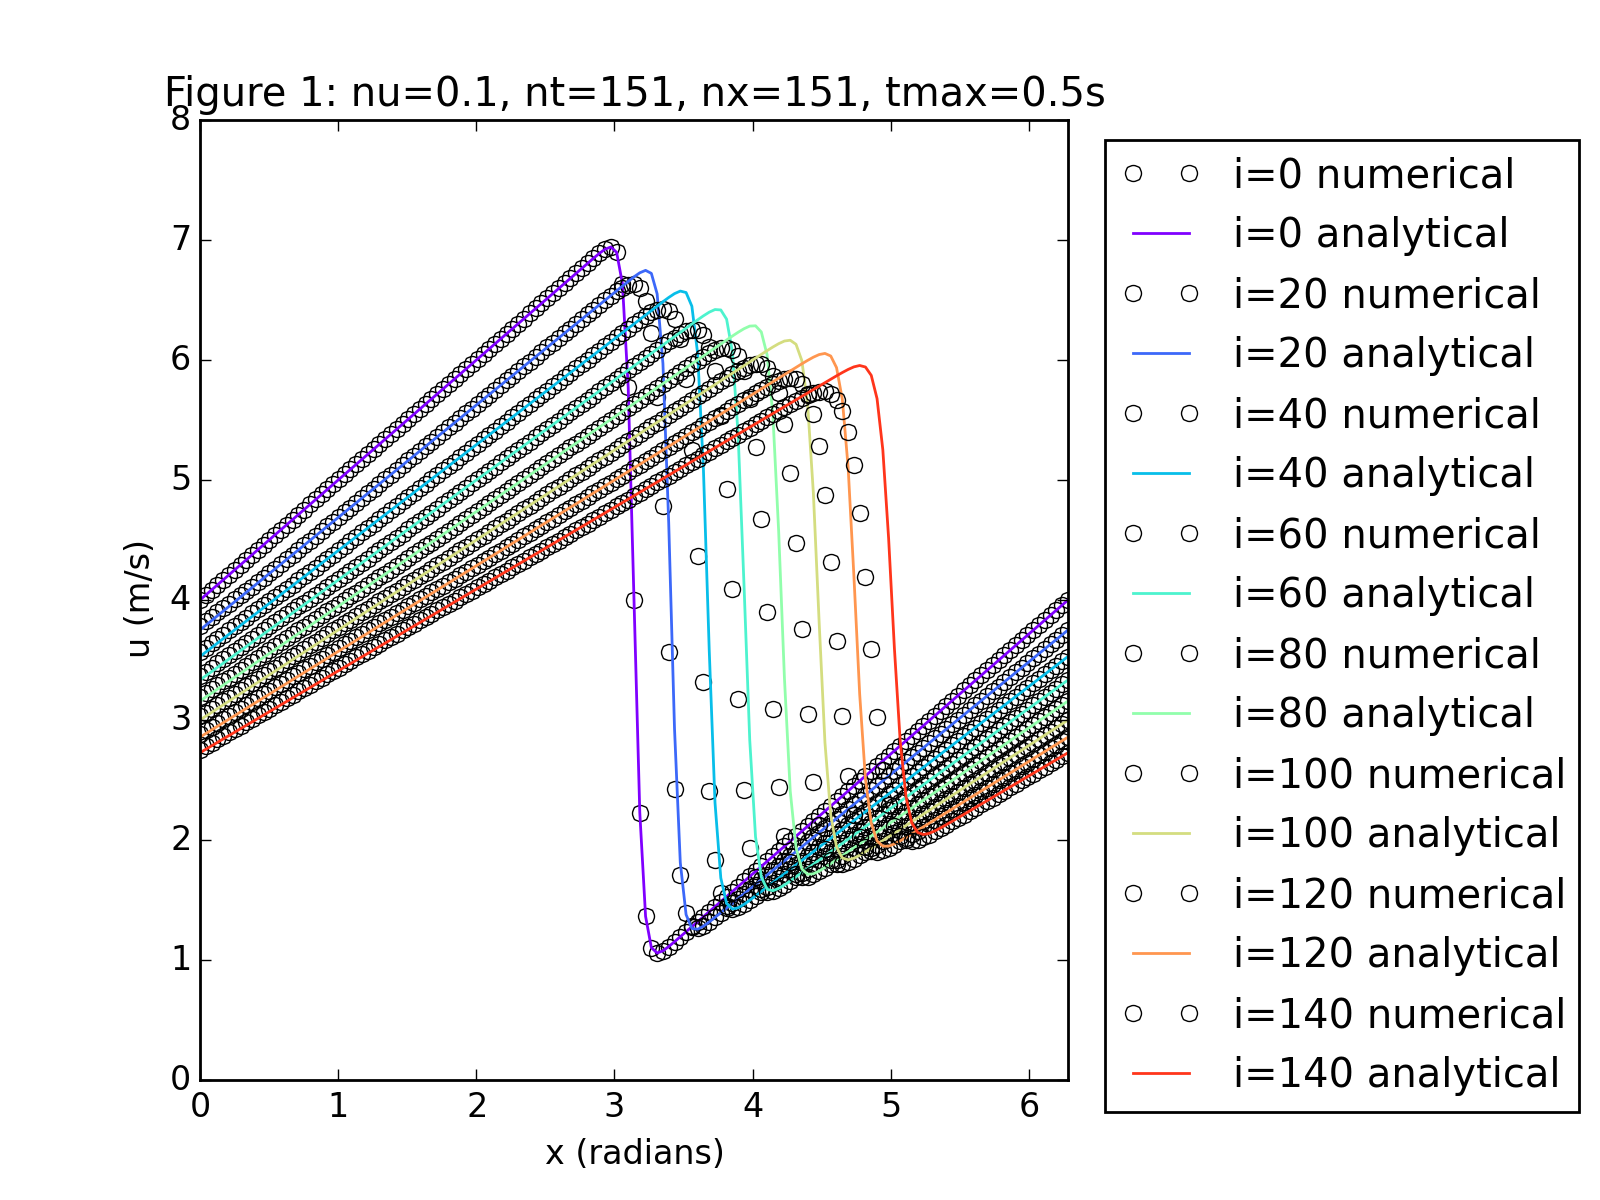 Figure 1: nu=0.1, nt=151, nx=151, tmax=0.5s
8
7
6
5
4
3
2
1
0
u (m/s)
0 1 2 3 4 5 6
x (radians)
i=0 numerical
i=0 analytical
i=20 numerical
i=20 analytical
i=40 numerical
i=40 analytical
i=60 numerical
i=60 analytical
i=80 numerical
i=80 analytical
i=100 numerical
i=100 analytical
i=120 numerical
i=120 analytical
i=140 numerical
i=140 analytical